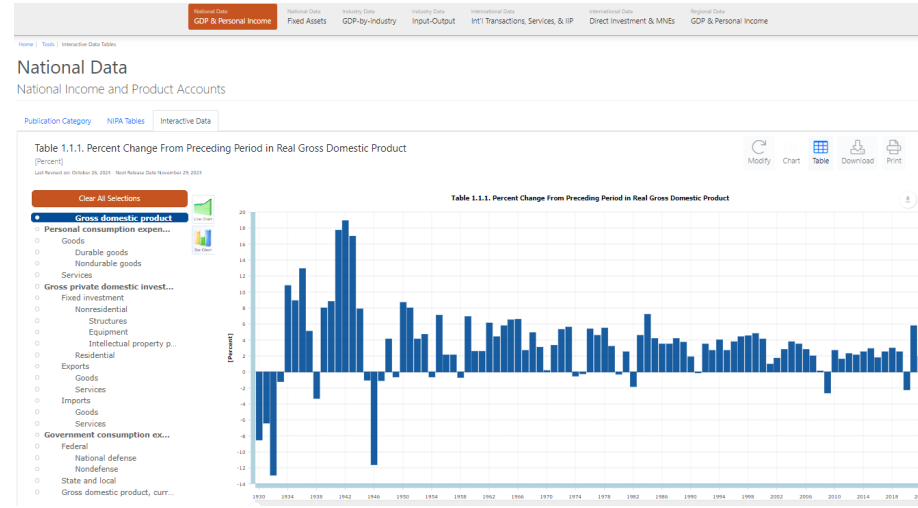 National Data
GDP & Personal Income
National Data
Fixed Assets
Industry Data
GDP-by-industry
Industry Data
Input-Output
International Data
Int'l Transactions, Services, & IIP
International Data
Direct Investment & MNEs
Regional Data
GDP & Personal Income
Home | Tools | Interactive Data Tables
National Data
National Income and Product Accounts
Publication Category NIPA Tables Interactive Data
Table 1.1.1. Percent Change From Preceding Period in Real Gross Domestic Product
[Percent]
Last Revised on: October 26, 2023 - Next Release Date November 29, 2023
Modify Chart Table Download Print
Clear All Selections
Line Chart
Bar Chart
Gross domestic product
Personal consumption expen...
Goods
Durable goods
Nondurable goods
Services
Gross private domestic invest...
Fixed investment
Nonresidential
Structures
Equipment
Intellectual property p...
Residential
Exports
Goods
Services
Imports
Goods
Services
Government consumption ex...
Federal
National defense
Nondefense
State and local
Gross domestic product, curr...
Table 1.1.1. Percent Change From Preceding Period in Real Gross Domestic Product
[Percent]
20
18
16
14
12
10
8
6
4
2
0
-2
-4
-6
-8
-10
-12
-14
1930 1934 1938 1942 1946 1950 1954 1958 1962 1966 1970 1974 1978 1982 1986 1990 1994 1998 2002 2006 2010 2014 2018